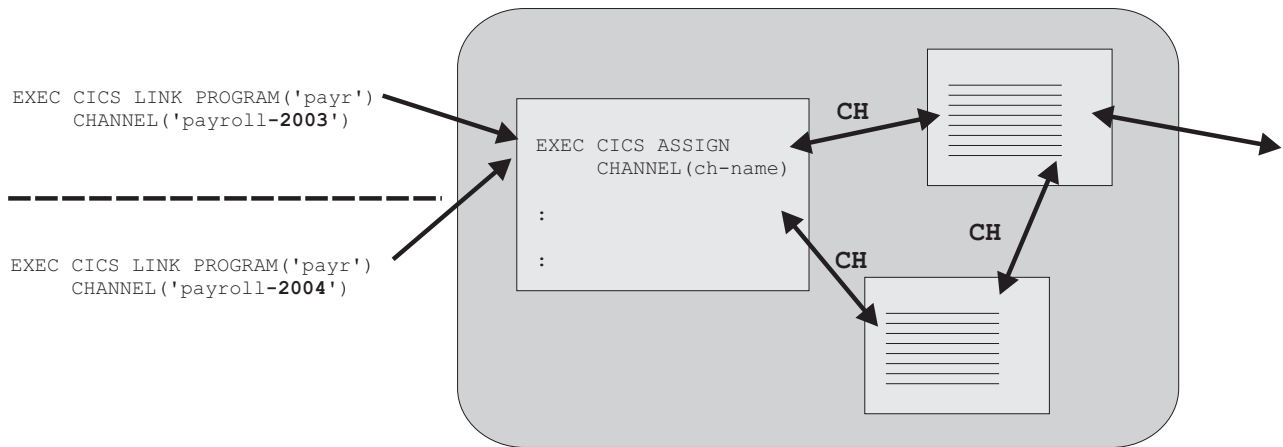 EXEC CICS LINK PROGRAM('payr')
CHANNEL('payroll-2003')
EXEC CICS LINK PROGRAM('payr')
CHANNEL('payroll-2004')
EXEC CICS ASSIGN
CHANNEL(ch-name)
:
:
CH
CH
CH